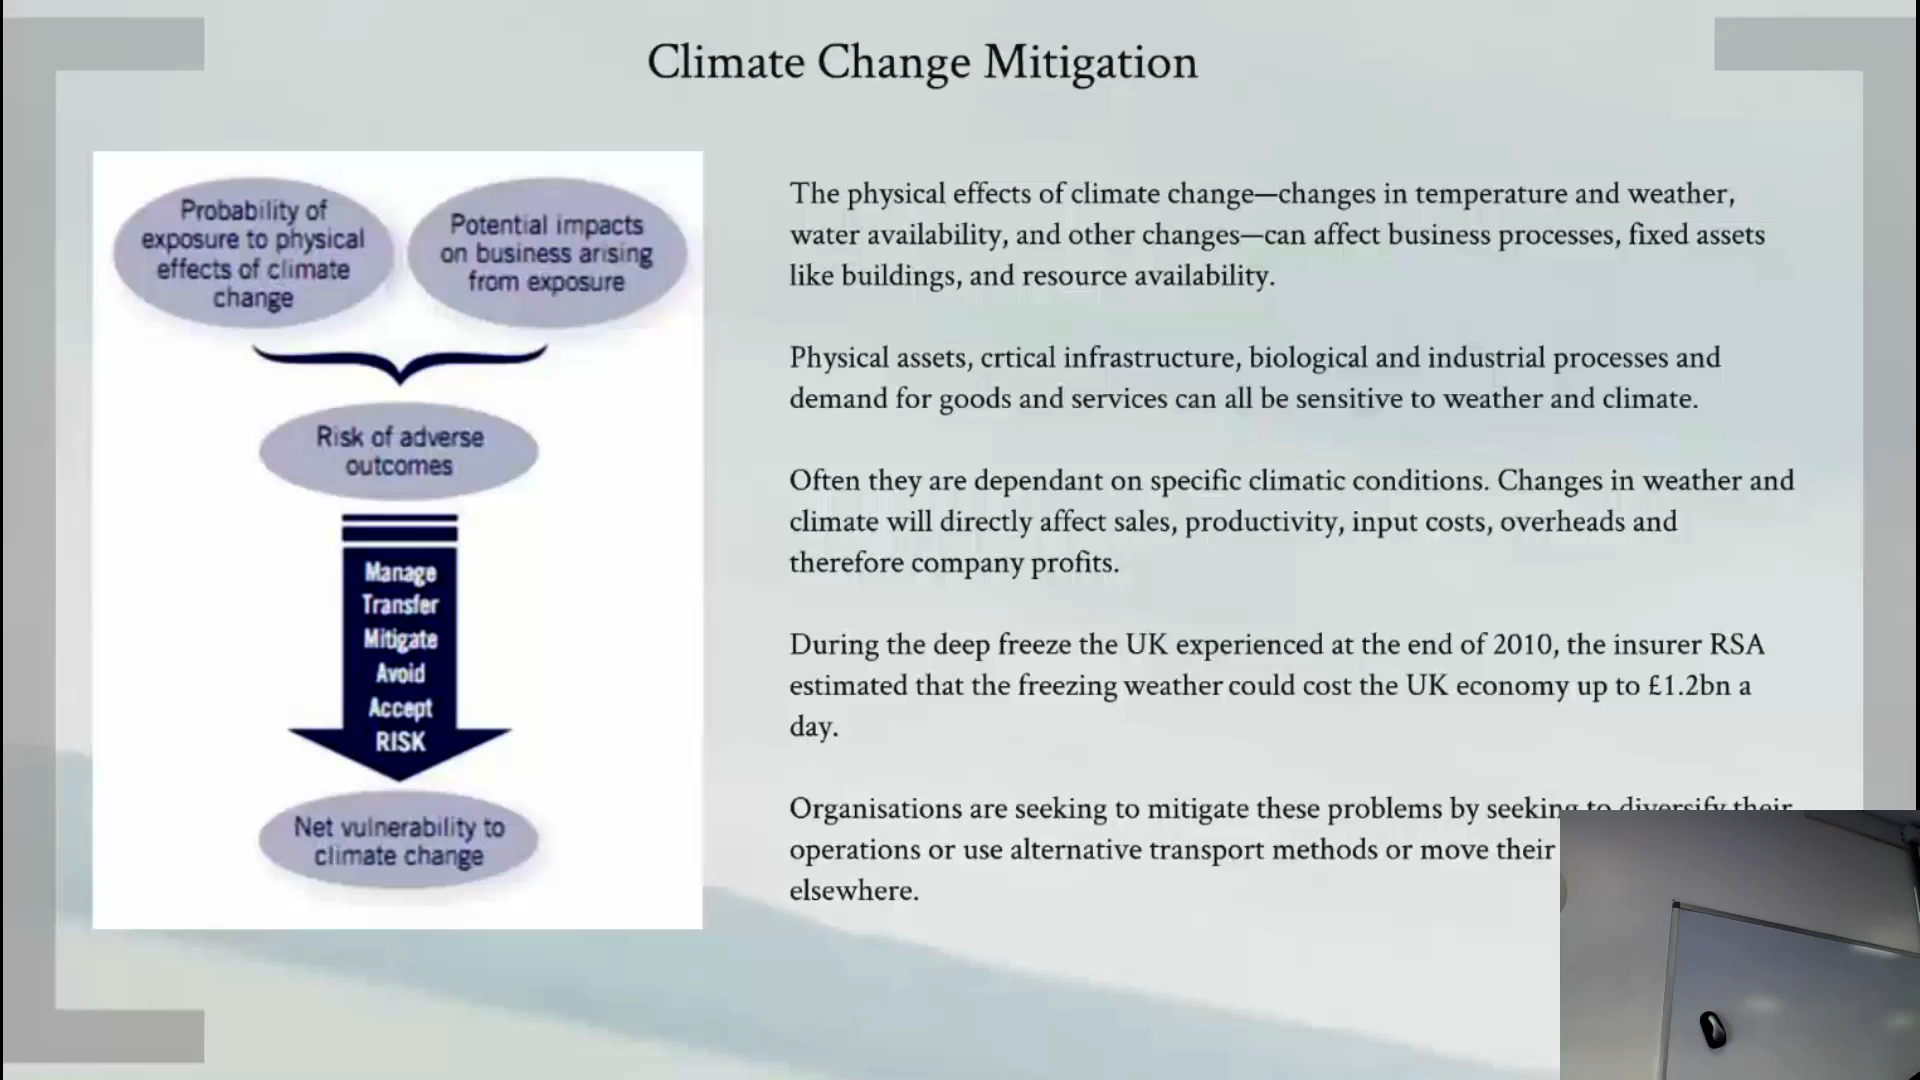 Climate Change Mitigation
Probability of
exposure to physical
effects of climate
change
Potential impacts
on business arising
from exposure
Risk of adverse
outcomes
Manage
Transfer
Mitigate
Avoid
Accept
RISK
Net vulnerability to
climate change
The physical effects of climate change—changes in temperature and weather,
water availability, and other changes—can affect business processes, fixed assets
like buildings, and resource availability.
Physical assets, crtical infrastructure, biological and industrial processes and
demand for goods and services can all be sensitive to weather and climate.
Often they are dependant on specific climatic conditions. Changes in weather and
climate will directly affect sales, productivity, input costs, overheads and
therefore company profits.
During the deep freeze the UK experienced at the end of 2010, the insurer RSA
estimated that the freezing weather could cost the UK economy up to £1.2bn a
day.
Organisations are seeking to mitigate these problems by seeking to diversify their
operations or use alternative transport methods or move their
elsewhere.